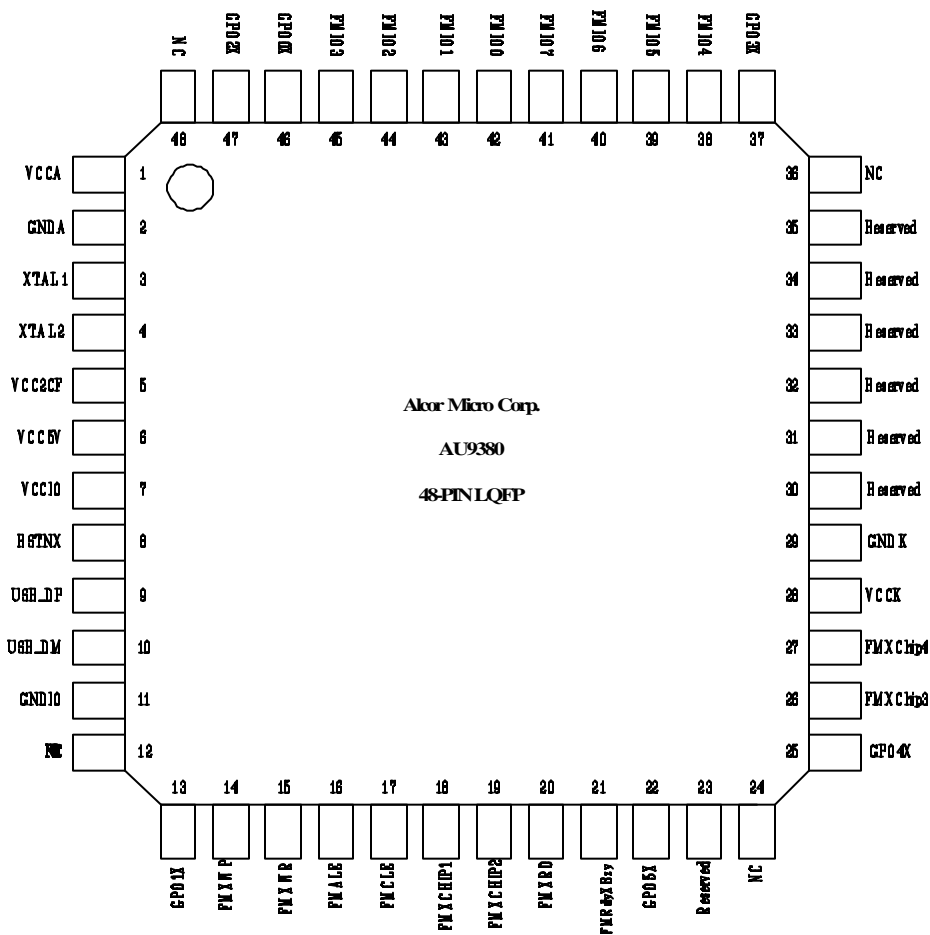 NC
FMIO3
FMIO2
FMIO1
FMIO0
FMIO7
FMIO6
FMIO5
FMIO4
48 47 46 45 44 43 42 41 40 39 38 37
VCCA 1 36 NC
GNDA 2 35 Reserved
XTAL1 3 34 Reserved
XTAL2 4 33 Reserved
VCC2CF 5 32 Reserved
VCC5V 6 31 Reserved
VCCIO 7 30 Reserved
RSTNX 8 29 GNDK
USB_DP 9 28 VCCK
USB_DM 10 27 FMXChip4
GNDIO 11 26 FMXChip3
12 25 GPO4X
Alcor Micro Corp.
AU9380
48-PIN LQFP
13 14 15 16 17 18 19 20 21 22 23 24
GPO1X
FMXWP
FMXWR
FMALE
FMCLE
FMXCHIP1
FMXCHIP2
FMXRD
FMRdyXBsy
GPO5X
Reserved
NC